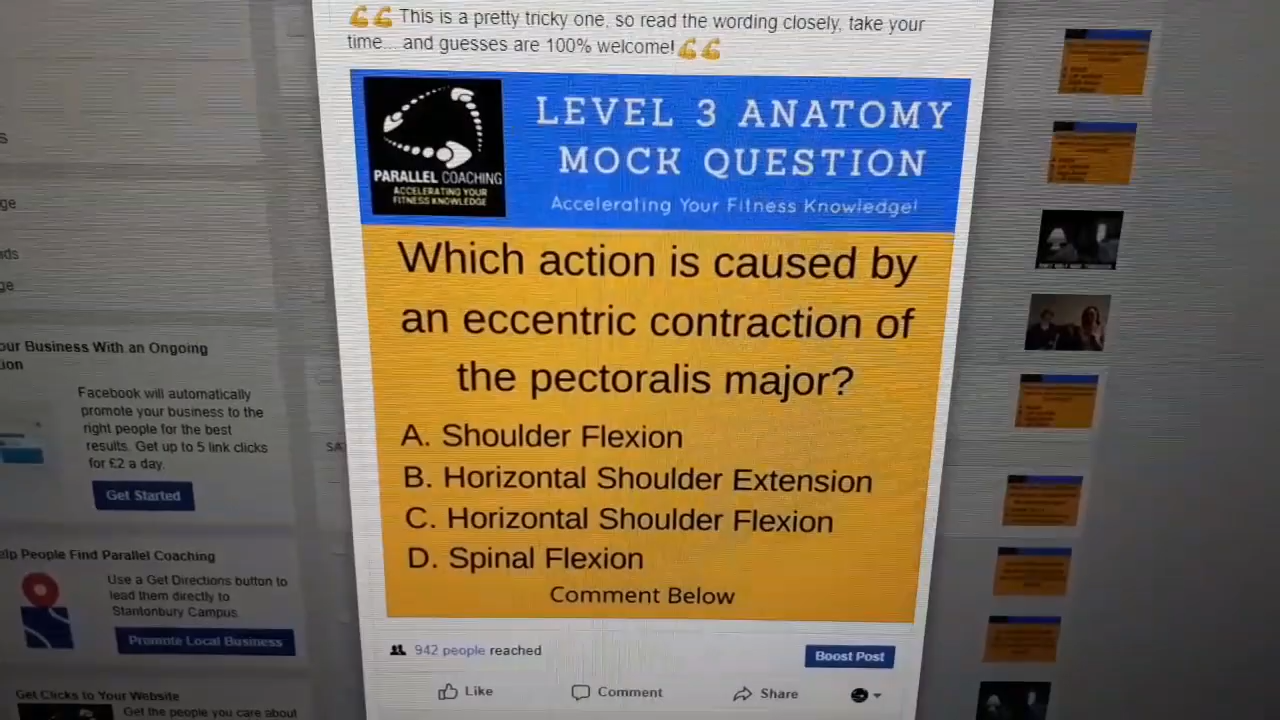 💪💪 This is a pretty tricky one, so read the wording closely, take your
time... and guesses are 100% welcome!💪💪
PARALLEL COACHING
ACCELERATING YOUR
FITNESS KNOWLEDGE
LEVEL 3 ANATOMY
MOCK QUESTION
Accelerating Your Fitness Knowledge!
Which action is caused by
an eccentric contraction of
the pectoralis major?
A. Shoulder Flexion
B. Horizontal Shoulder Extension
C. Horizontal Shoulder Flexion
D. Spinal Flexion
Comment Below
942 people reached
Boost Post
Like
Comment
Share
s
ge
ds
ge
our Business With an Ongoing
ion
Facebook will automatically
promote your business to the
right people for the best
results. Get up to 5 link clicks
for £2 a day.
Get Started
elp People Find Parallel Coaching
Use a Get Directions button to
lead them directly to
Stantonbury Campus.
Promote Local Business
Get Clicks to Your Website
Get the people you care about